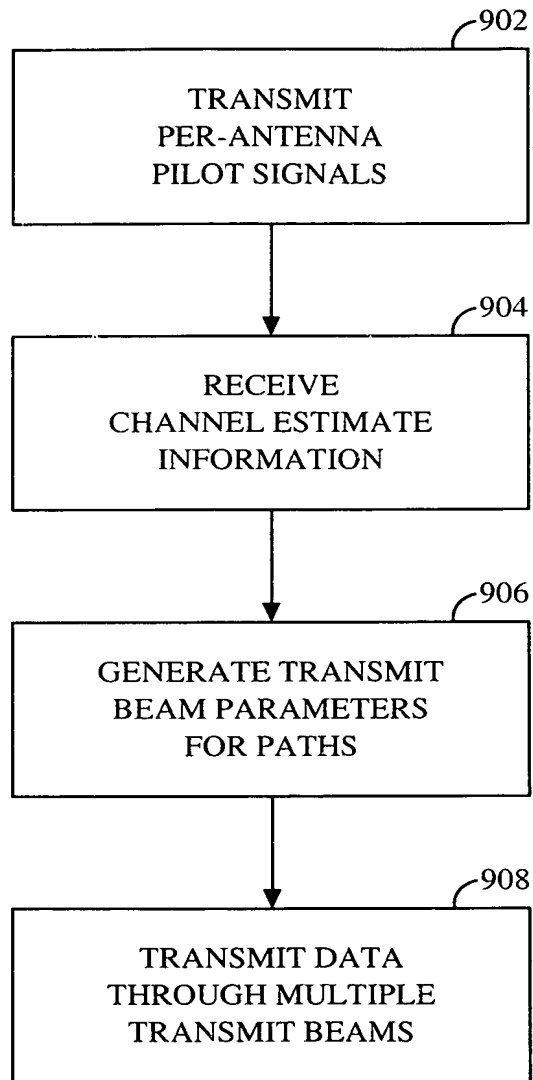 902
TRANSMIT
PER-ANTENNA
PILOT SIGNALS
904
RECEIVE
CHANNEL ESTIMATE
INFORMATION
906
GENERATE TRANSMIT
BEAM PARAMETERS
FOR PATHS
908
TRANSMIT DATA
THROUGH MULTIPLE
TRANSMIT BEAMS